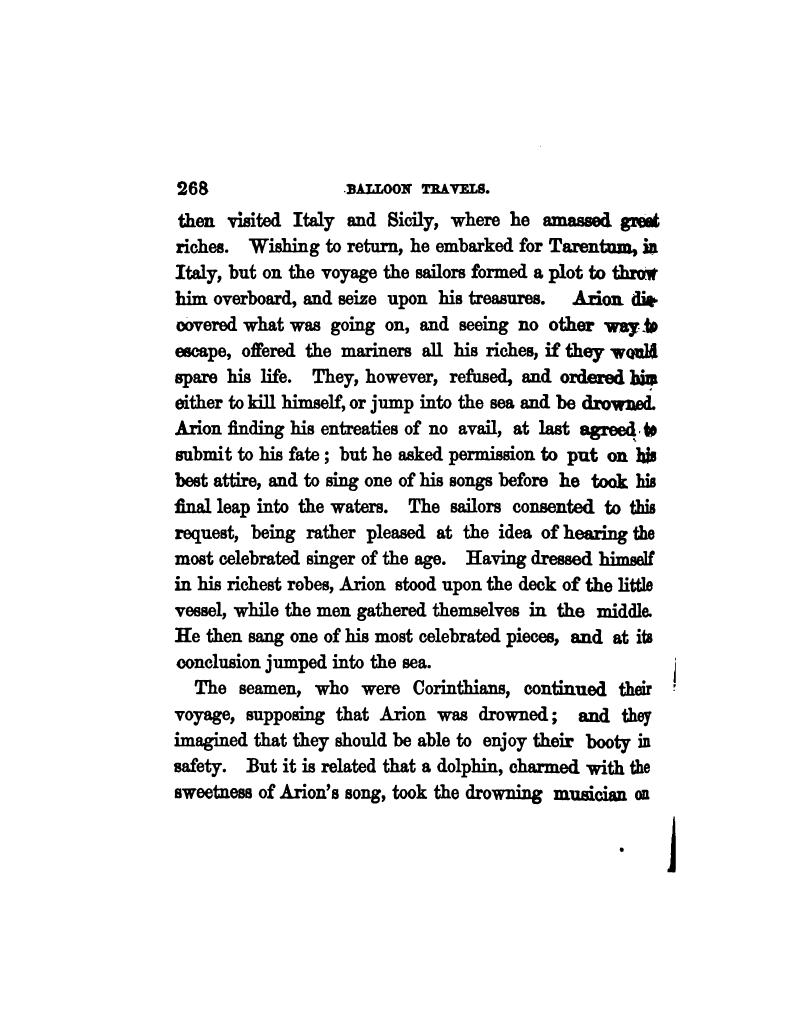 268 BALLOON TRAVELS.
then visited Italy and Sicily, where he amassed great
riches. Wishing to return, he embarked for Tarentum, in
Italy, but on the voyage the sailors formed a plot to throw
him overboard, and seize upon his treasures. Arion dis-
covered what was going on, and seeing no other way to
escape, offered the mariners all his riches, if they would
spare his life. They, however, refused, and ordered him
either to kill himself, or jump into the sea and be drowned.
Arion finding his entreaties of no avail, at last agreed to
submit to his fate; but he asked permission to put on his
best attire, and to sing one of his songs before he took his
final leap into the waters. The sailors consented to this
request, being rather pleased at the idea of hearing the
most celebrated singer of the age. Having dressed himself
in his richest robes, Arion stood upon the deck of the little
vessel, while the men gathered themselves in the middle.
He then sang one of his most celebrated pieces, and at its
conclusion jumped into the sea.
The seamen, who were Corinthians, continued their
voyage, supposing that Arion was drowned; and they
imagined that they should be able to enjoy their booty in
safety. But it is related that a dolphin, charmed with the
sweetness of Arion's song, took the drowning musician on